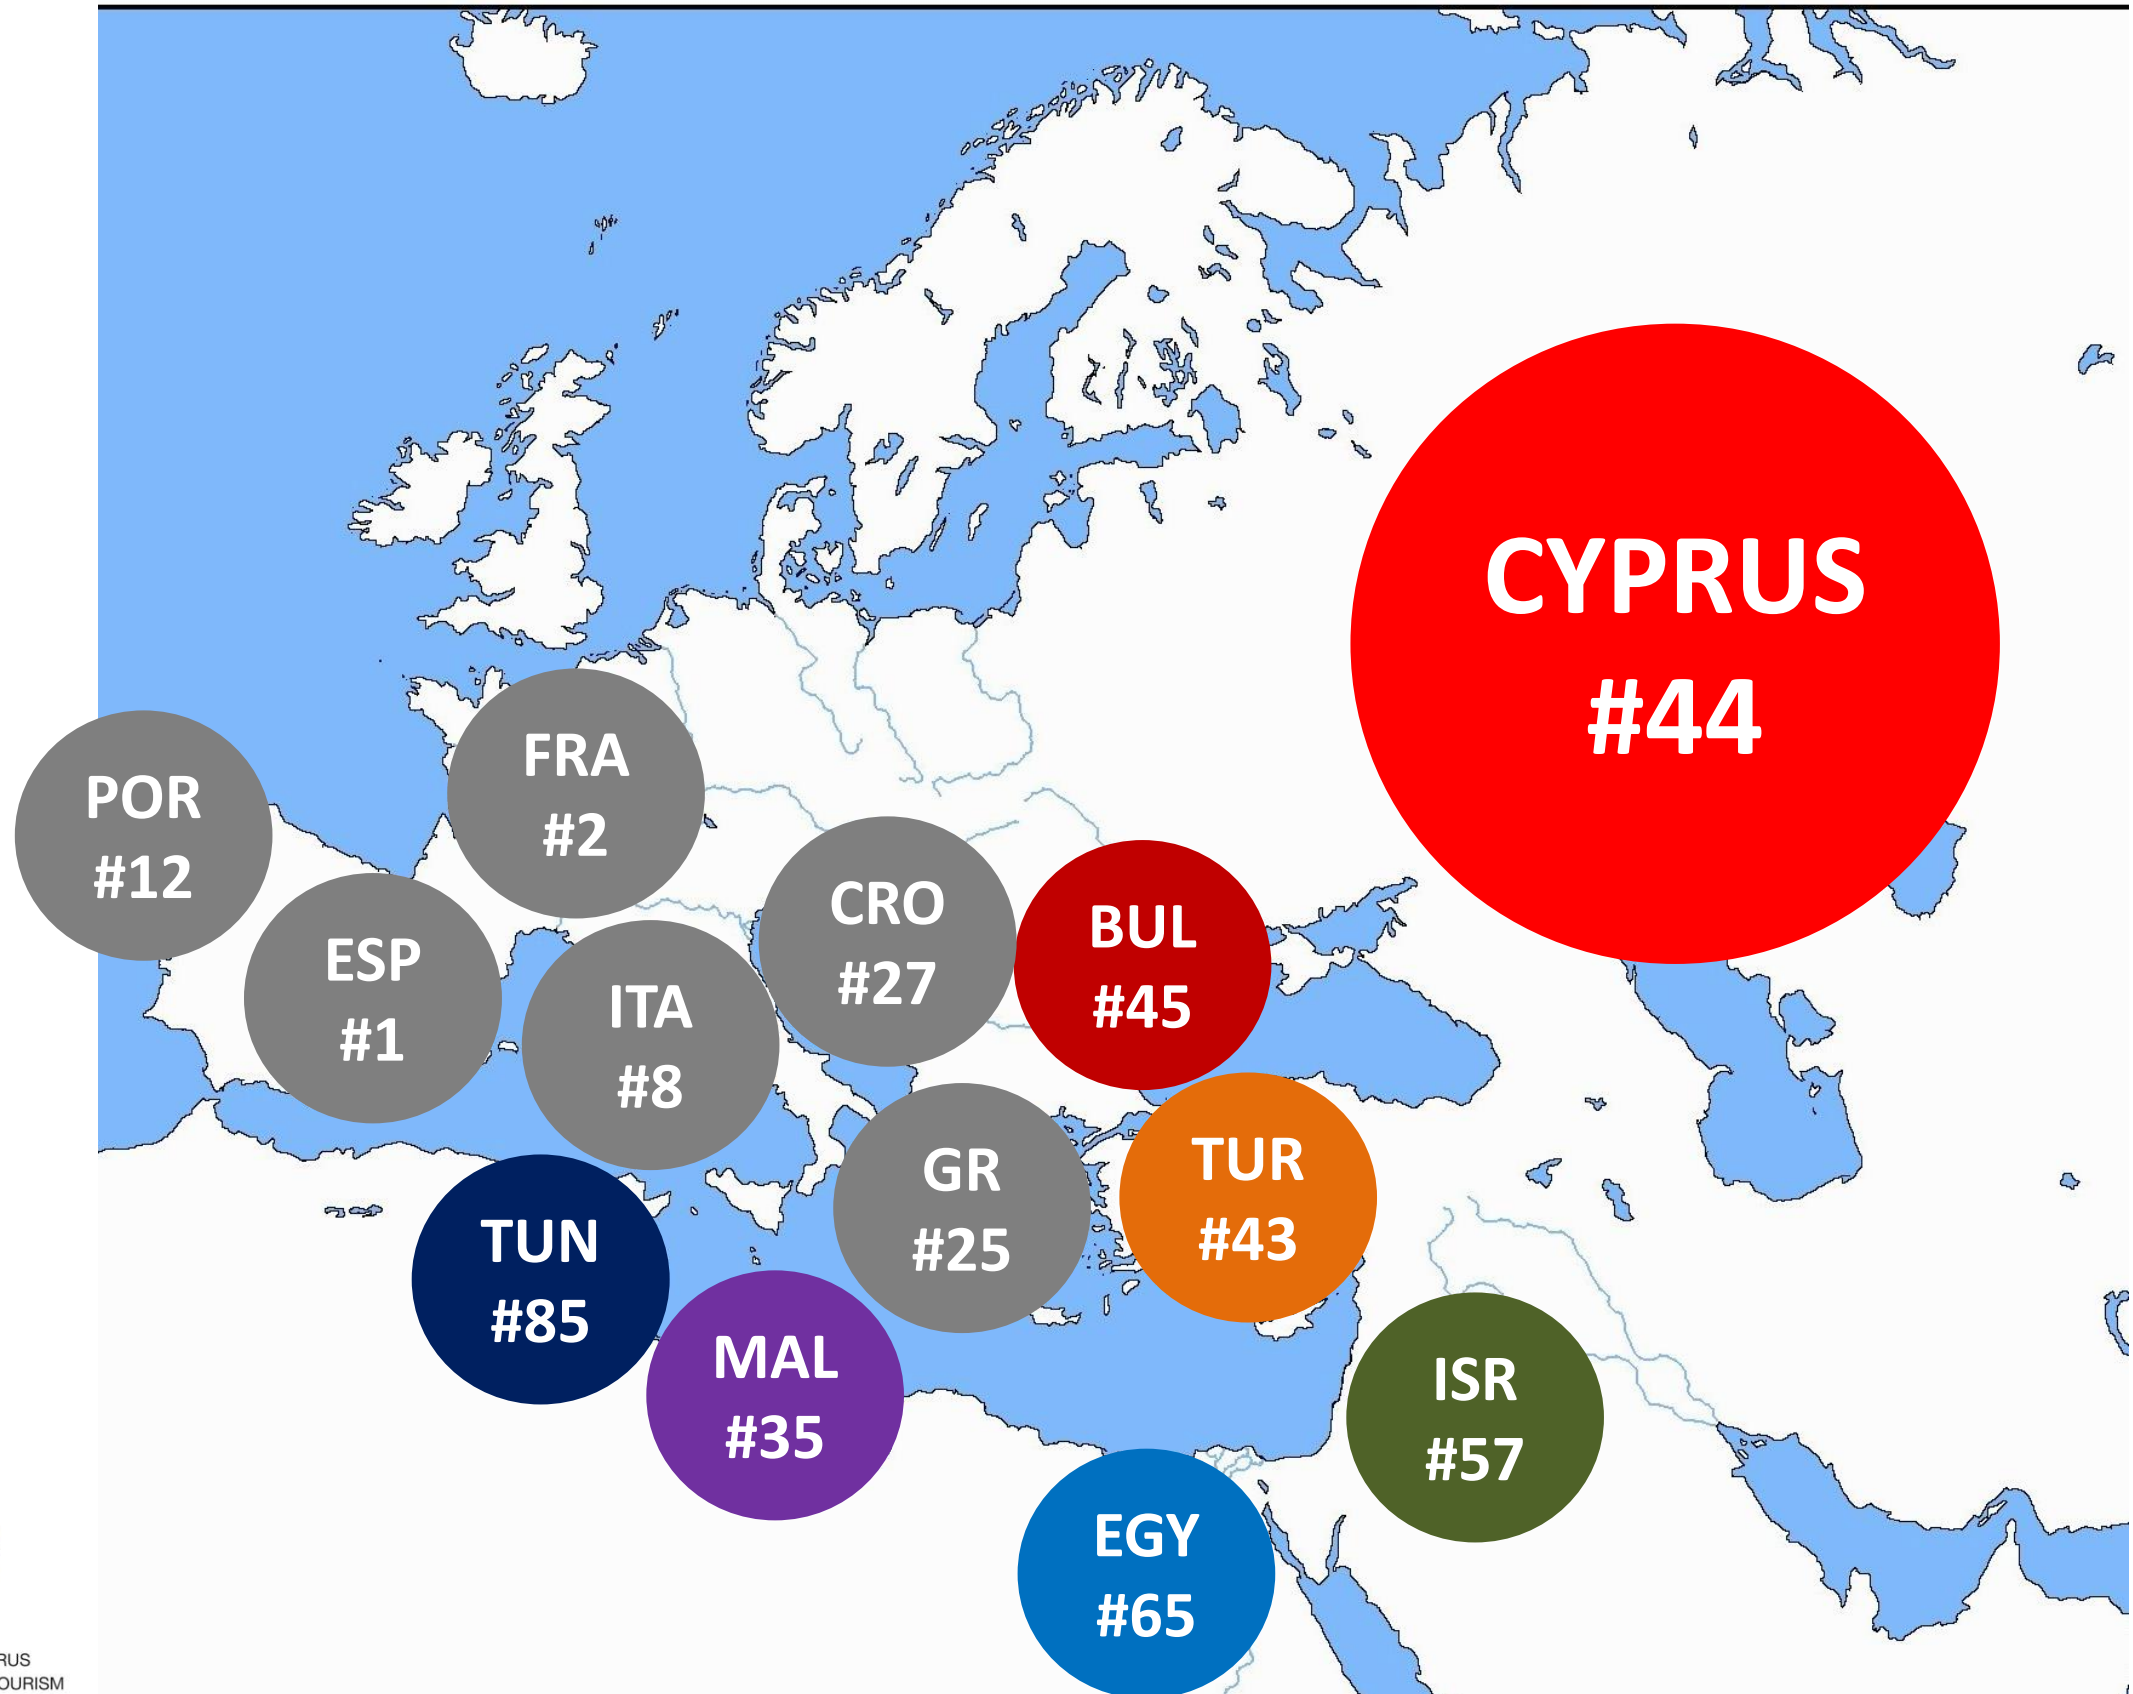 CYPRUS
#44
FRA
#2
POR
#12
CRO
#27
BUL
#45
ESP
#1
ITA
#8
GR
#25
TUR
#43
TUN
#85
MAL
#35
ISR
#57
EGY
#65
RUS
OURISM